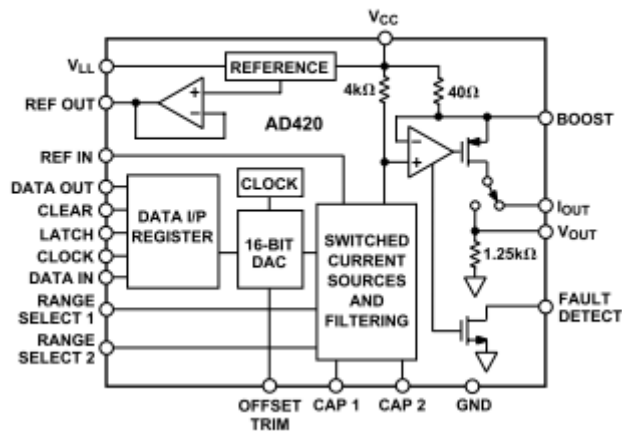 VCC
VLL
REFERENCE
4kΩ
40Ω
REF OUT
+
−
AD420
BOOST
−
+
REF IN
DATA OUT
CLEAR
LATCH
CLOCK
DATA IN
DATA I/P
REGISTER
CLOCK
16-BIT
DAC
SWITCHED
CURRENT
SOURCES
AND
FILTERING
IOUT
VOUT
1.25kΩ
RANGE
SELECT 1
RANGE
SELECT 2
FAULT
DETECT
OFFSET
TRIM
CAP 1
CAP 2
GND